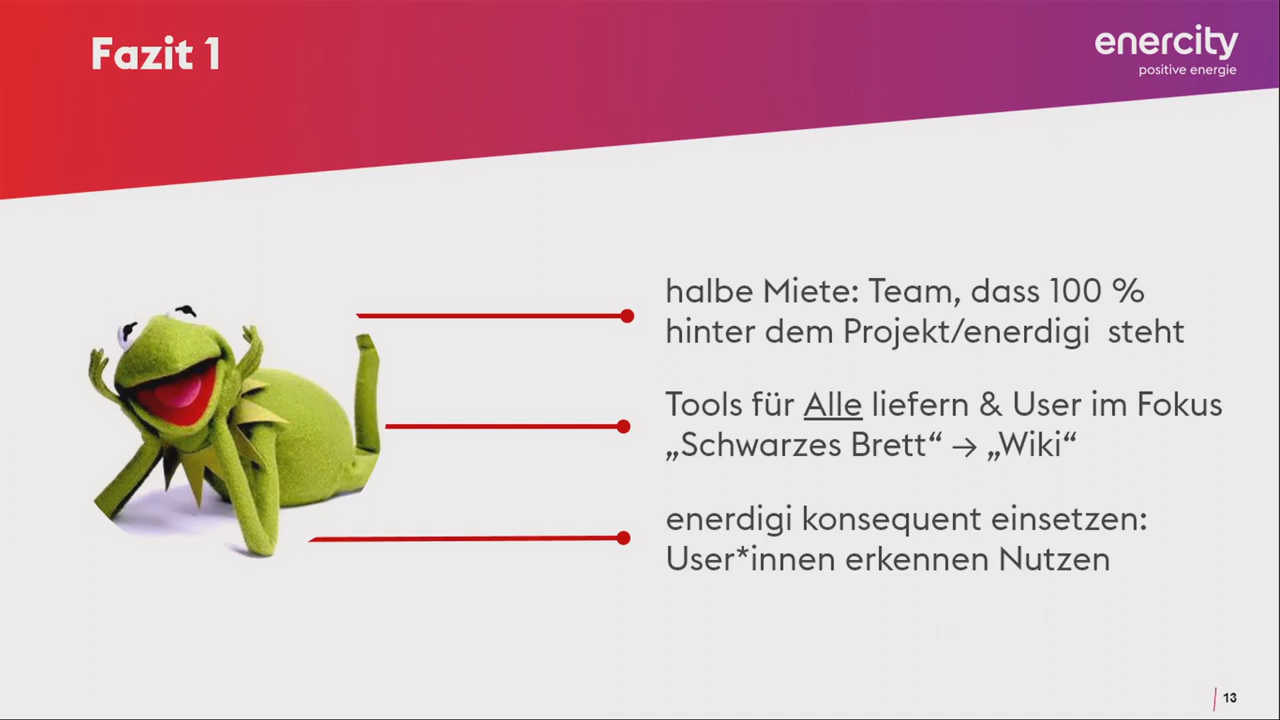 Fazit 1
enercity
positive energie
halbe Miete: Team, dass 100 %
hinter dem Projekt/enerdigi steht
Tools für Alle liefern & User im Fokus
„Schwarzes Brett“ → „Wiki“
enerdigi konsequent einsetzen:
User*innen erkennen Nutzen
13